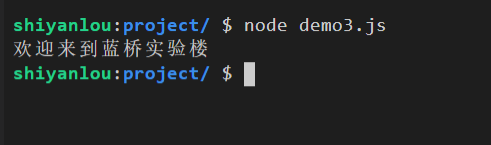 shiyanlou:project/ $ node demo3.js
欢迎来到蓝桥实验楼
shiyanlou:project/ $